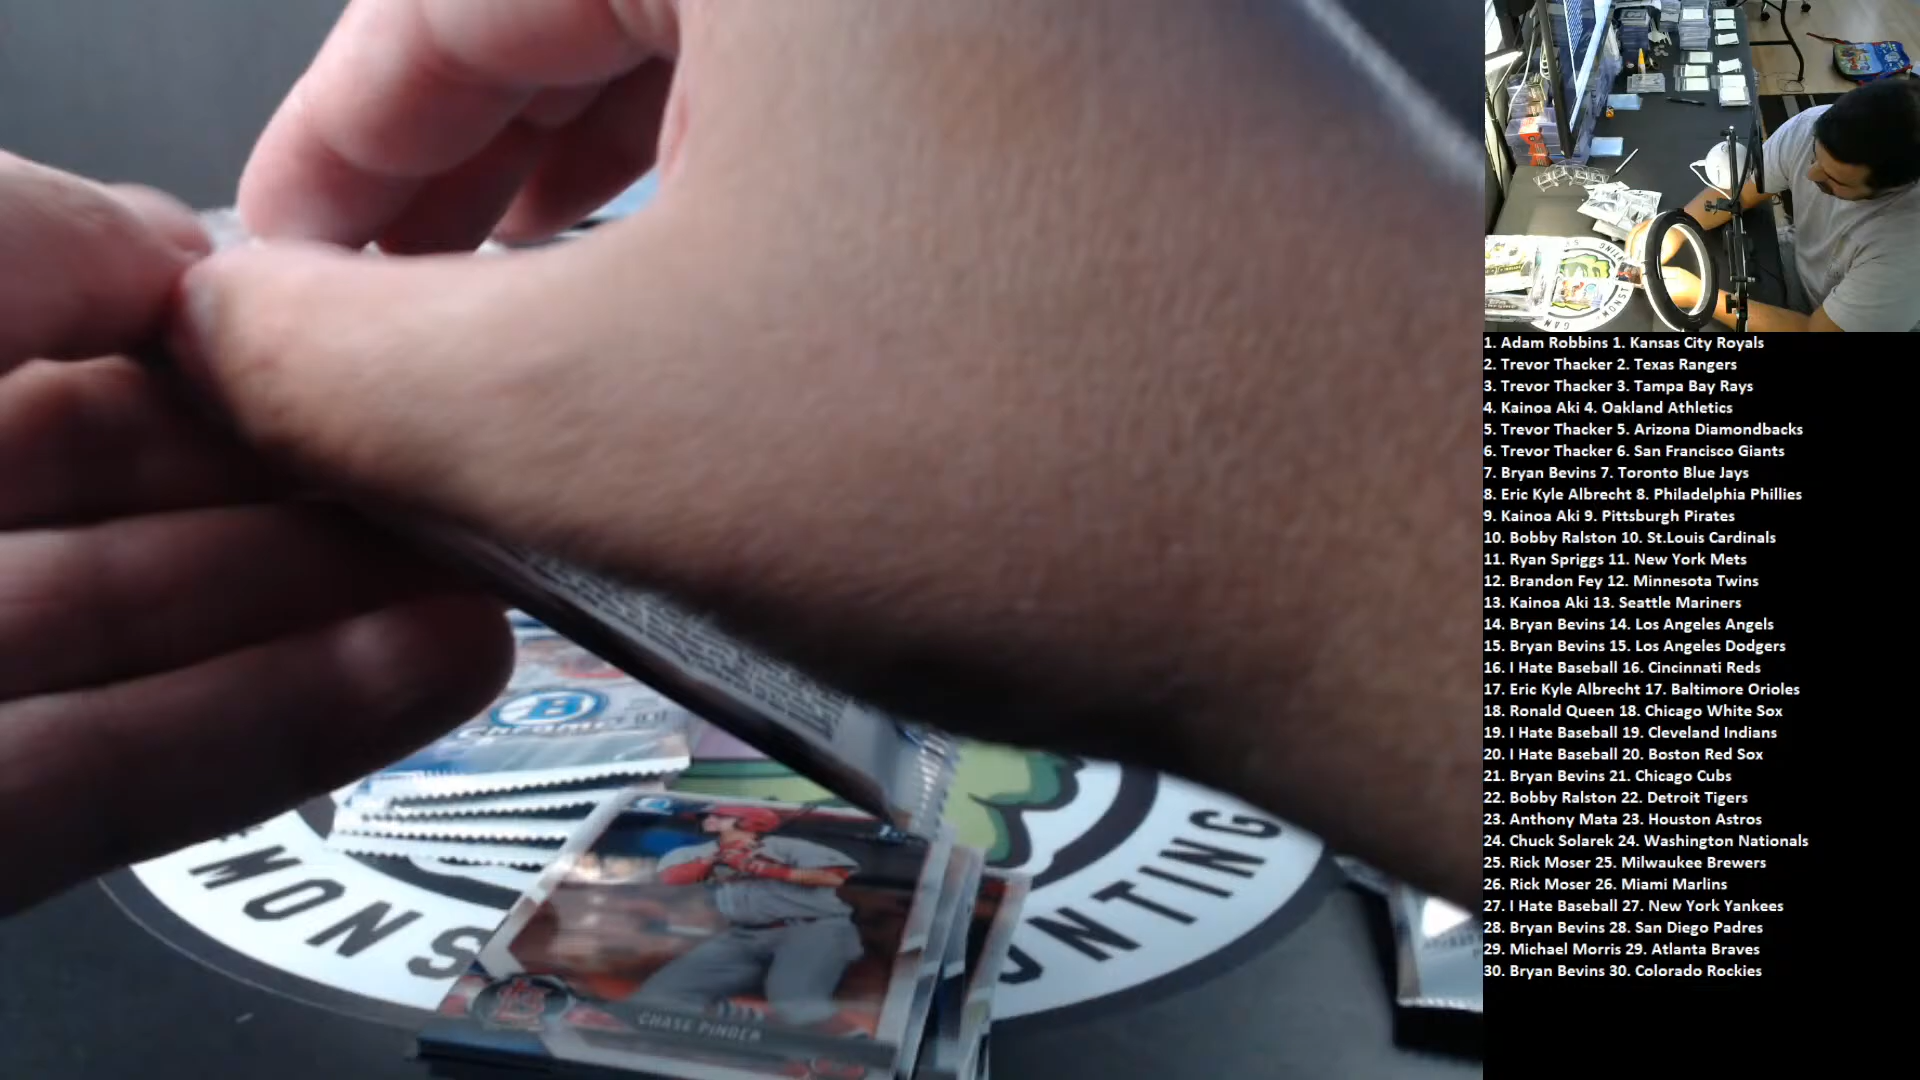 1. Adam Robbins 1. Kansas City Royals
2. Trevor Thacker 2. Texas Rangers
3. Trevor Thacker 3. Tampa Bay Rays
4. Kainoa Aki 4. Oakland Athletics
5. Trevor Thacker 5. Arizona Diamondbacks
6. Trevor Thacker 6. San Francisco Giants
7. Bryan Bevins 7. Toronto Blue Jays
8. Eric Kyle Albrecht 8. Philadelphia Phillies
9. Kainoa Aki 9. Pittsburgh Pirates
10. Bobby Ralston 10. St.Louis Cardinals
11. Ryan Spriggs 11. New York Mets
12. Brandon Fey 12. Minnesota Twins
13. Kainoa Aki 13. Seattle Mariners
14. Bryan Bevins 14. Los Angeles Angels
15. Bryan Bevins 15. Los Angeles Dodgers
16. I Hate Baseball 16. Cincinnati Reds
17. Eric Kyle Albrecht 17. Baltimore Orioles
18. Ronald Queen 18. Chicago White Sox
19. I Hate Baseball 19. Cleveland Indians
20. I Hate Baseball 20. Boston Red Sox
21. Bryan Bevins 21. Chicago Cubs
22. Bobby Ralston 22. Detroit Tigers
23. Anthony Mata 23. Houston Astros
24. Chuck Solarek 24. Washington Nationals
25. Rick Moser 25. Milwaukee Brewers
26. Rick Moser 26. Miami Marlins
27. I Hate Baseball 27. New York Yankees
28. Bryan Bevins 28. San Diego Padres
29. Michael Morris 29. Atlanta Braves
30. Bryan Bevins 30. Colorado Rockies
B
CHROME
MONS
NTING
CHASE PINDER